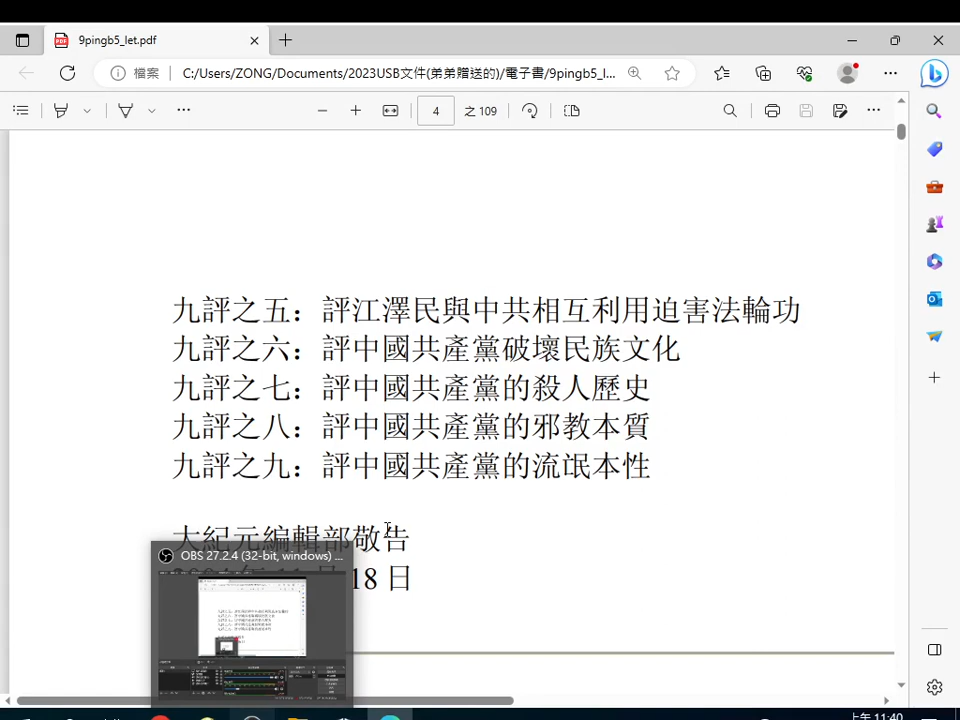 9pingb5_let.pdf
檔案 C:/Users/ZONG/Documents/2023USB文件(弟弟贈送的)/電子書/9pingb5_l...
4 之 109
九評之五：評江澤民與中共相互利用迫害法輪功
九評之六：評中國共產黨破壞民族文化
九評之七：評中國共產黨的殺人歷史
九評之八：評中國共產黨的邪教本質
九評之九：評中國共產黨的流氓本性
大紀元編輯部敬告
18 日
OBS 27.2.4 (32-bit, windows) ...
上午 11:40